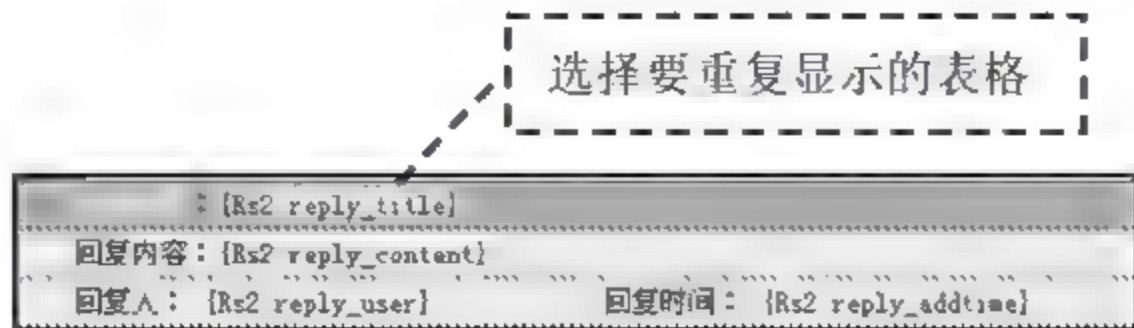 选择要重复显示的表格
：{Rs2 reply_title}
回复内容：{Rs2 reply_content}
回复人： {Rs2 reply_user} 回复时间： {Rs2 reply_addtime}